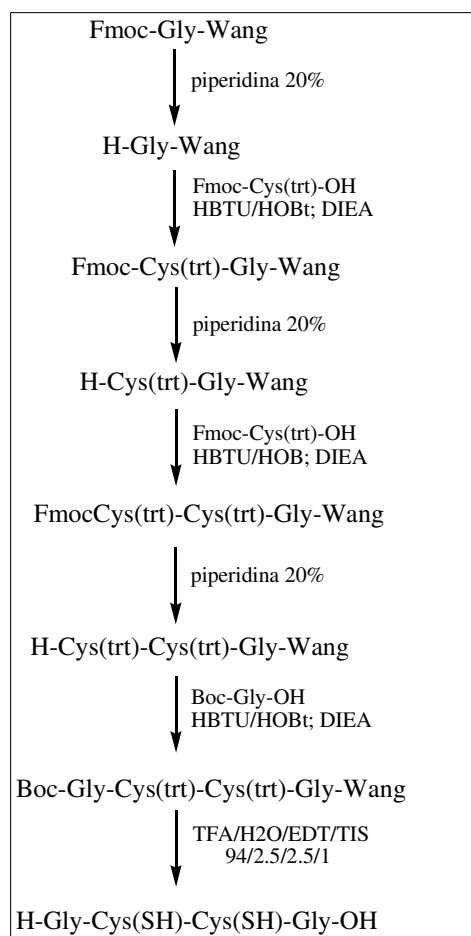 Fmoc-Gly-Wang
piperidina 20%
H-Gly-Wang
Fmoc-Cys(trt)-OH
HBTU/HOBt; DIEA
Fmoc-Cys(trt)-Gly-Wang
piperidina 20%
H-Cys(trt)-Gly-Wang
Fmoc-Cys(trt)-OH
HBTU/HOB; DIEA
FmocCys(trt)-Cys(trt)-Gly-Wang
piperidina 20%
H-Cys(trt)-Cys(trt)-Gly-Wang
Boc-Gly-OH
HBTU/HOBt; DIEA
Boc-Gly-Cys(trt)-Cys(trt)-Gly-Wang
TFA/H2O/EDT/TIS
94/2.5/2.5/1
H-Gly-Cys(SH)-Cys(SH)-Gly-OH